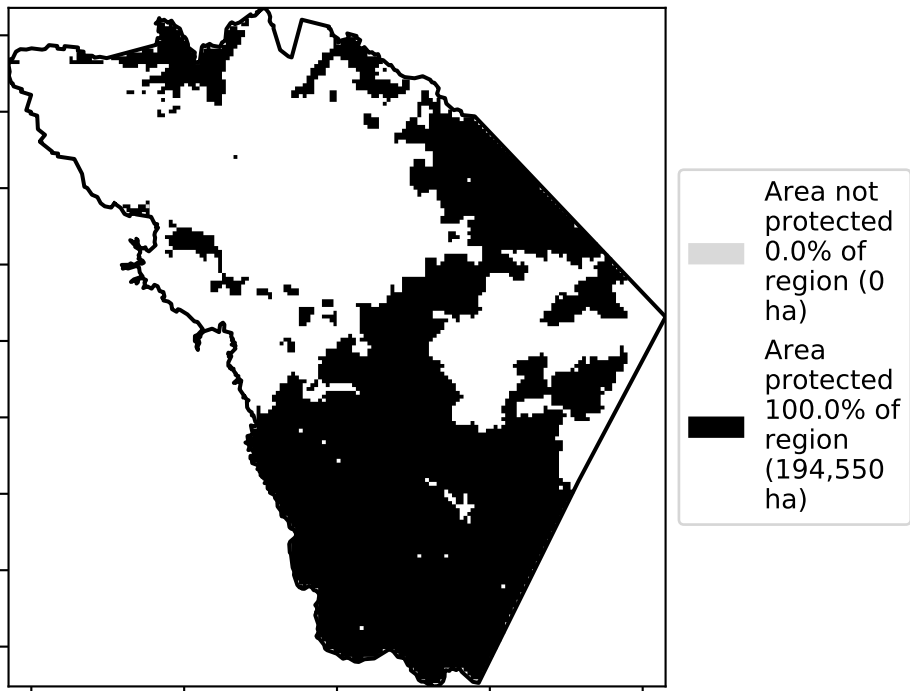 Area not
protected
0.0% of
region (0
ha)
Area
protected
100.0% of
region
(194,550
ha)